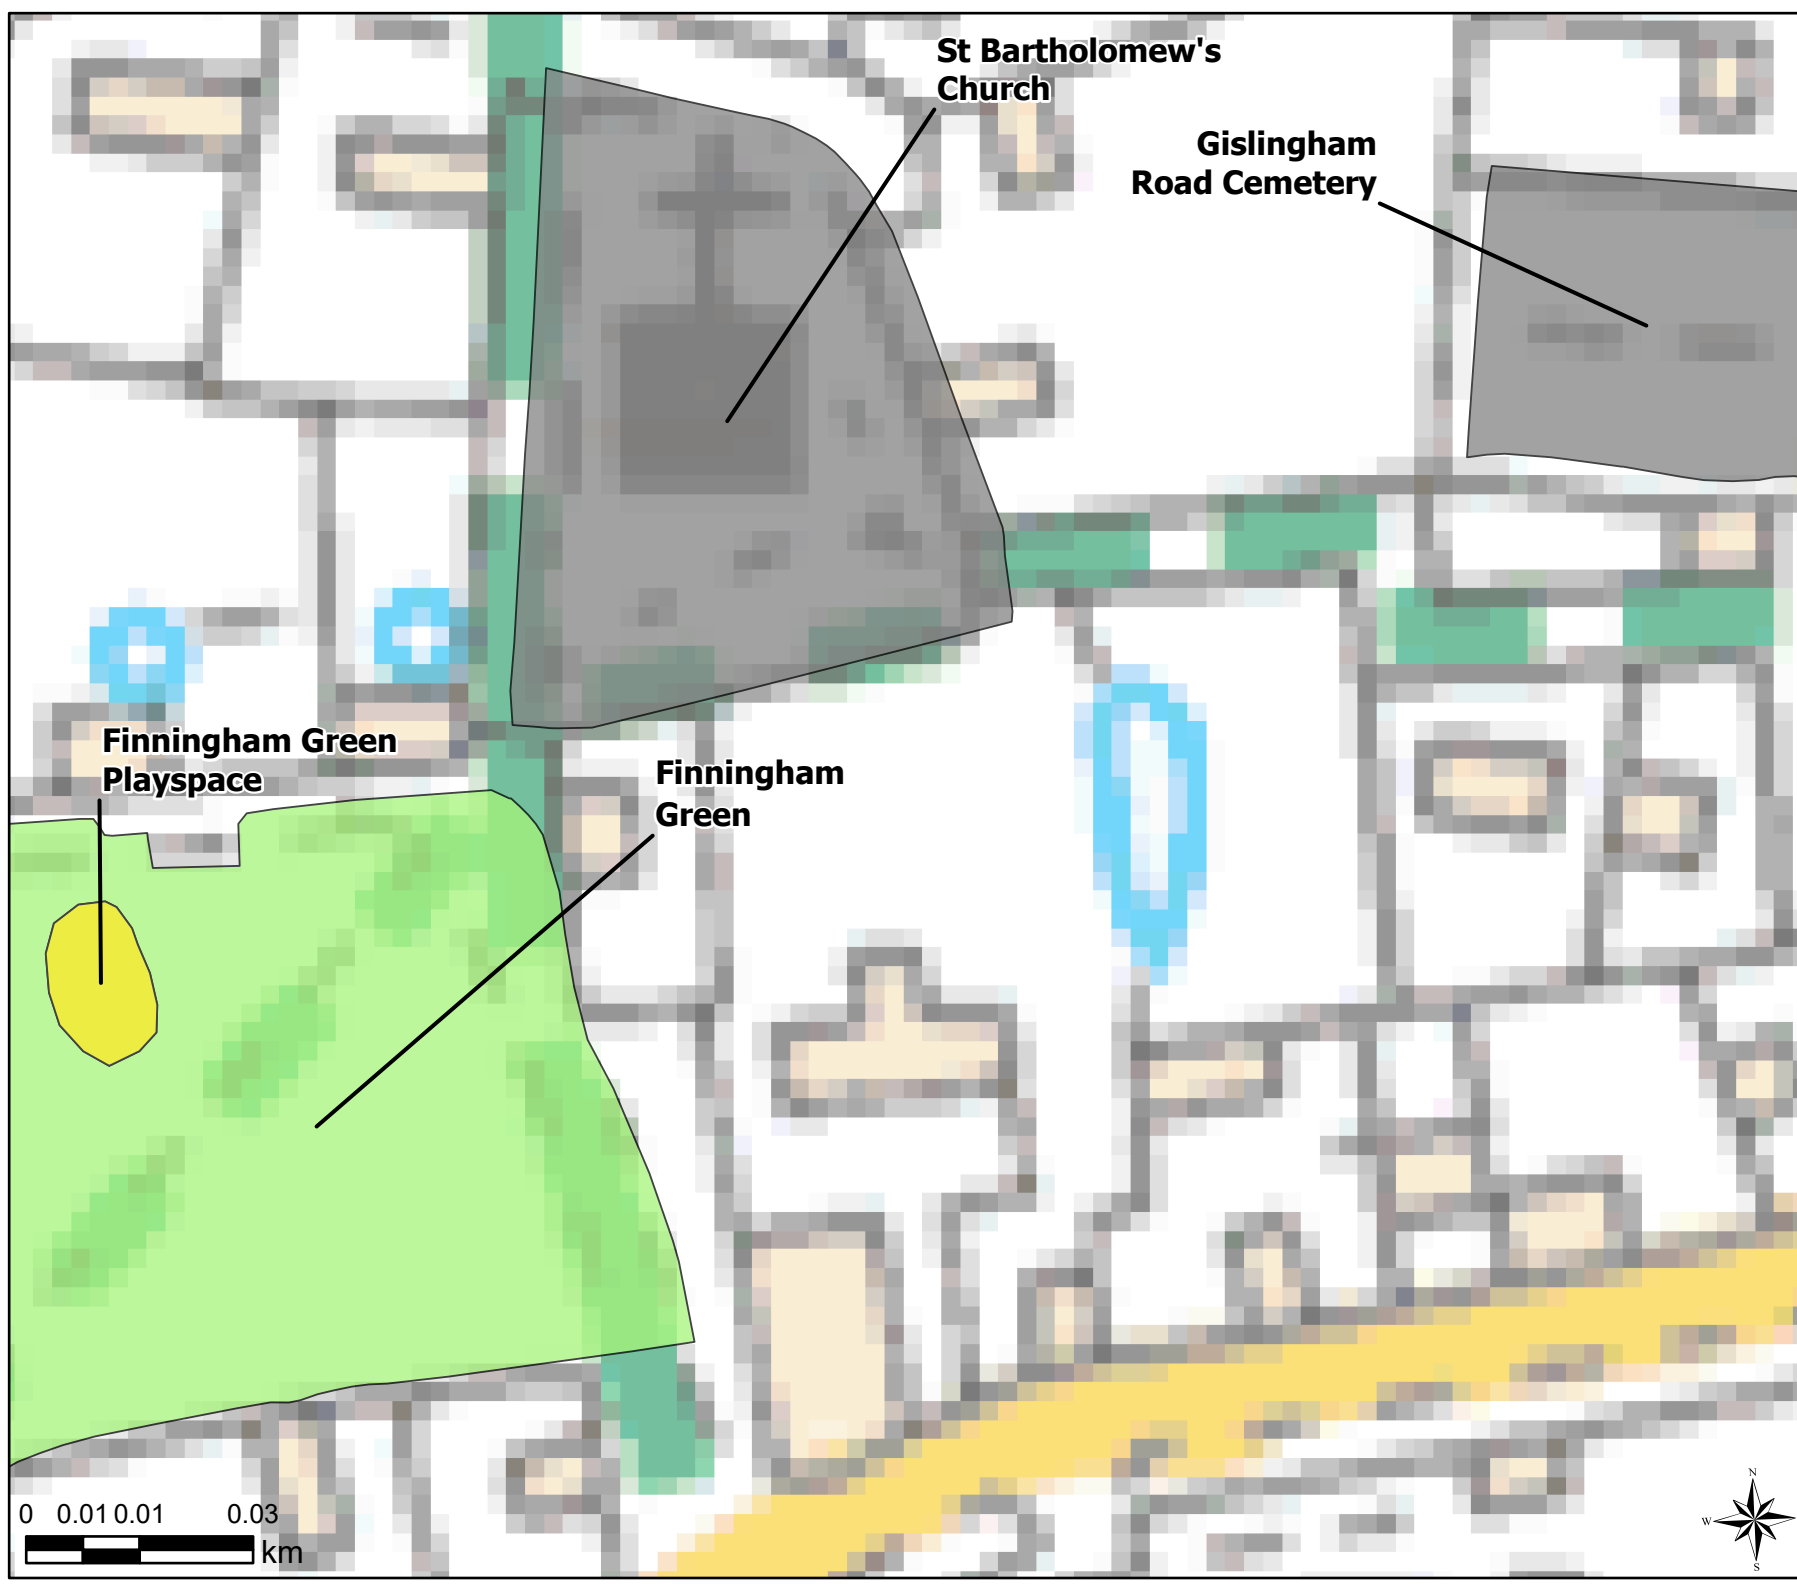 St Bartholomew's
Church
Gislingham
Road Cemetery
Finningham Green
Playspace
Finningham
Green
0 0.01 0.01 0.03
km
N
W
S